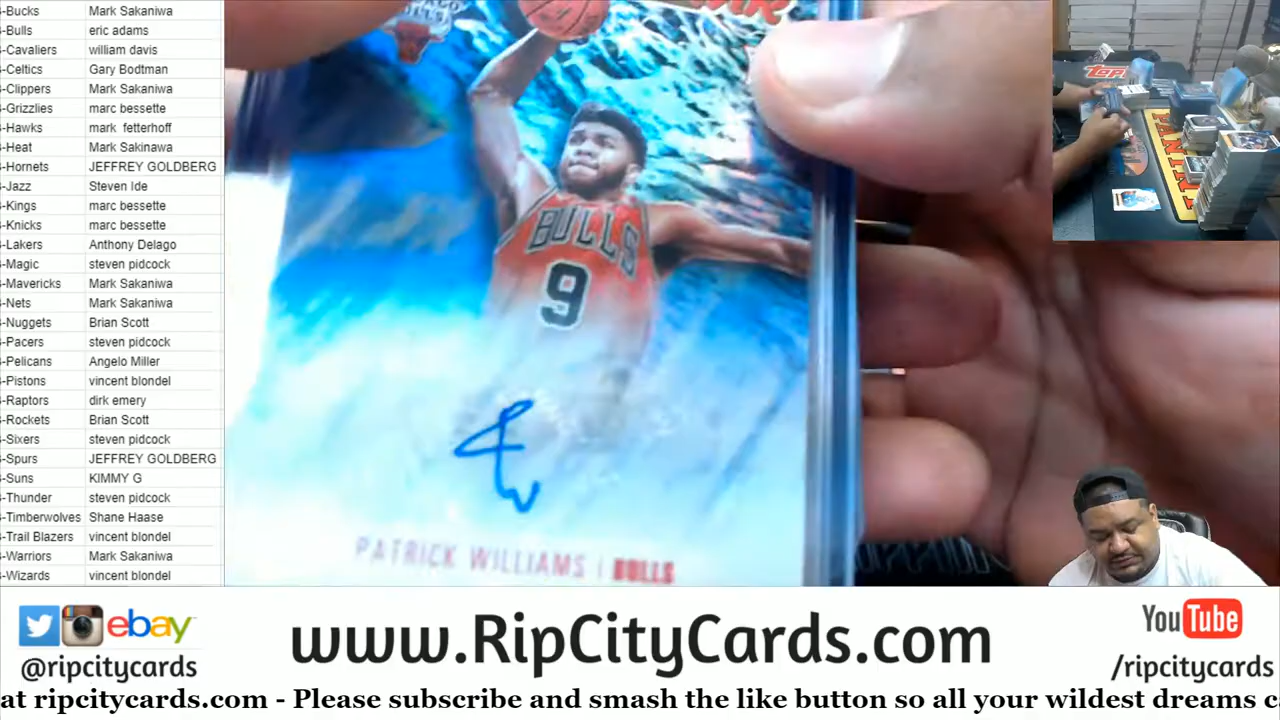 -Bucks Mark Sakaniwa
-Bulls eric adams
-Cavaliers william davis
-Celtics Gary Bodtman
-Clippers Mark Sakaniwa
-Grizzlies marc bessette
-Hawks mark fetterhoff
-Heat Mark Sakinawa
-Hornets JEFFREY GOLDBERG
-Jazz Steven Ide
-Kings marc bessette
-Knicks marc bessette
-Lakers Anthony Delago
-Magic steven pidcock
-Mavericks Mark Sakaniwa
-Nets Mark Sakaniwa
-Nuggets Brian Scott
-Pacers steven pidcock
-Pelicans Angelo Miller
-Pistons vincent blondel
-Raptors dirk emery
-Rockets Brian Scott
-Sixers steven pidcock
-Spurs JEFFREY GOLDBERG
-Suns KIMMY G
-Thunder steven pidcock
-Timberwolves Shane Haase
-Trail Blazers vincent blondel
-Warriors Mark Sakaniwa
-Wizards vincent blondel
BULLS
9
PATRICK WILLIAMS | BULLS
TOPPS
PANINI
ebay
@ripcitycards
www.RipCityCards.com
YouTube
/ripcitycards
at ripcitycards.com - Please subscribe and smash the like button so all your wildest dreams c